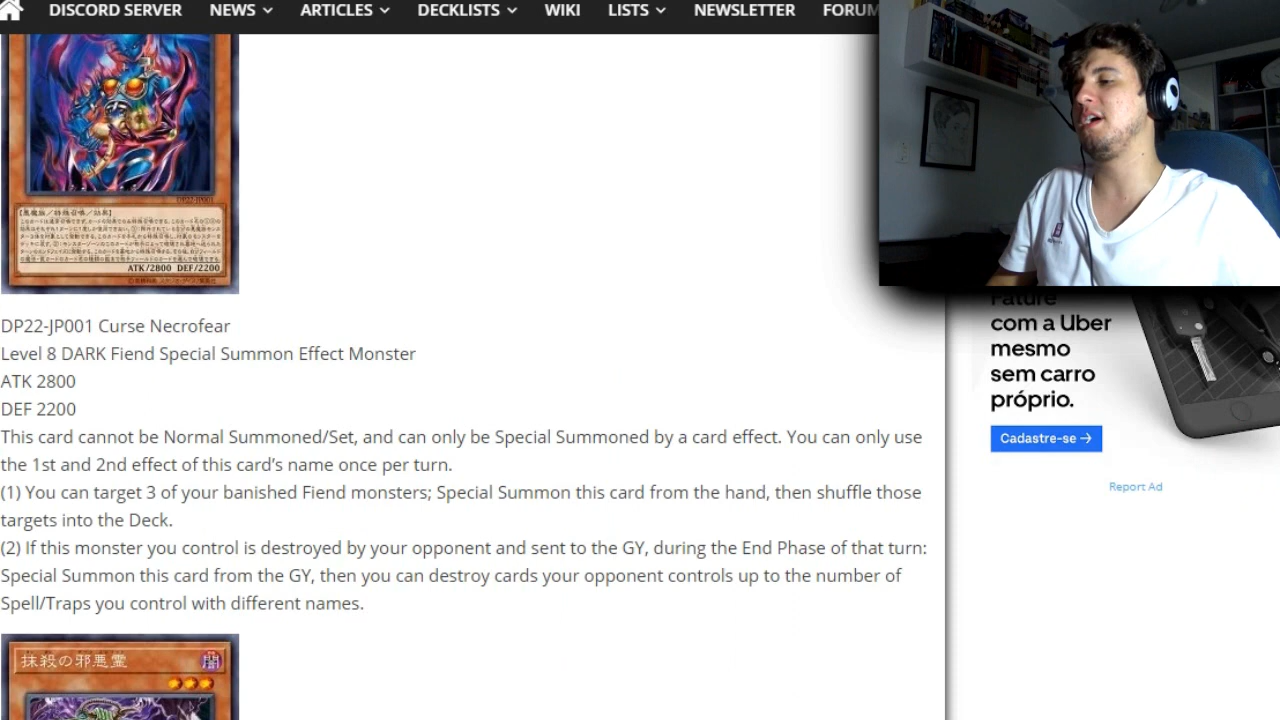 DISCORD SERVER NEWS ARTICLES DECKLISTS WIKI LISTS NEWSLETTER FORUM
DP22-JP001
ATK/2800 DEF/2200
DP22-JP001 Curse Necrofear
Level 8 DARK Fiend Special Summon Effect Monster
ATK 2800
DEF 2200
This card cannot be Normal Summoned/Set, and can only be Special Summoned by a card effect. You can only use
the 1st and 2nd effect of this card’s name once per turn.
(1) You can target 3 of your banished Fiend monsters; Special Summon this card from the hand, then shuffle those
targets into the Deck.
(2) If this monster you control is destroyed by your opponent and sent to the GY, during the End Phase of that turn:
Special Summon this card from the GY, then you can destroy cards your opponent controls up to the number of
Spell/Traps you control with different names.
抹殺の邪悪霊
闇
Fature
com a Uber
mesmo
sem carro
próprio.
Cadastre-se →
Report Ad